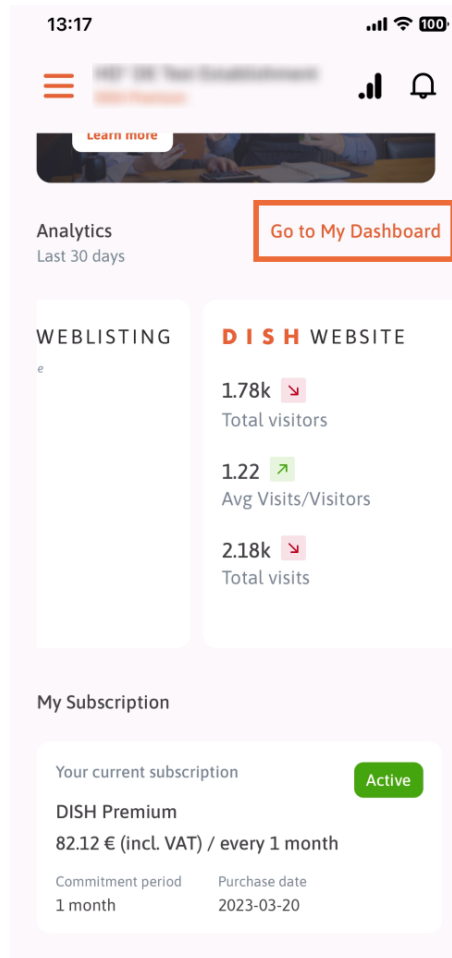 13:17
100
Learn more
Analytics
Go to My Dashboard
Last 30 days
WEBLISTING
e
DISH WEBSITE
1.78k
Total visitors
1.22
Avg Visits/Visitors
2.18k
Total visits
My Subscription
Your current subscription
Active
DISH Premium
82.12 € (incl. VAT) / every 1 month
Commitment period
Purchase date
1 month
2023-03-20